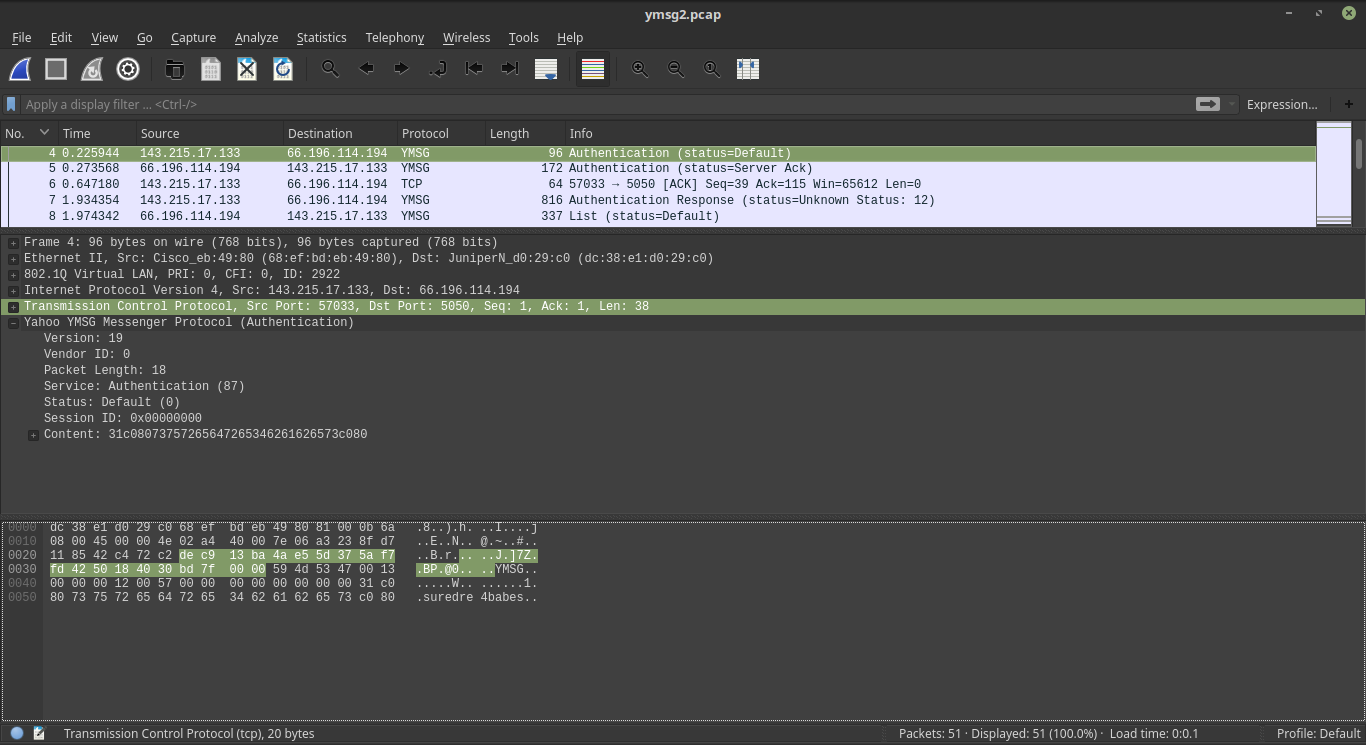 ymsg2.pcap
File Edit View Go Capture Analyze Statistics Telephony Wireless Tools Help
Apply a display filter ... <Ctrl-/> Expression... +
No. Time Source Destination Protocol Length Info
4 0.225944 143.215.17.133 66.196.114.194 YMSG 96 Authentication (status=Default)
5 0.273568 66.196.114.194 143.215.17.133 YMSG 172 Authentication (status=Server Ack)
6 0.647180 143.215.17.133 66.196.114.194 TCP 64 57033 → 5050 [ACK] Seq=39 Ack=115 Win=65612 Len=0
7 1.934354 143.215.17.133 66.196.114.194 YMSG 816 Authentication Response (status=Unknown Status: 12)
8 1.974342 66.196.114.194 143.215.17.133 YMSG 337 List (status=Default)
Frame 4: 96 bytes on wire (768 bits), 96 bytes captured (768 bits)
Ethernet II, Src: Cisco_eb:49:80 (68:ef:bd:eb:49:80), Dst: JuniperN_d0:29:c0 (dc:38:e1:d0:29:c0)
802.1Q Virtual LAN, PRI: 0, CFI: 0, ID: 2922
Internet Protocol Version 4, Src: 143.215.17.133, Dst: 66.196.114.194
Transmission Control Protocol, Src Port: 57033, Dst Port: 5050, Seq: 1, Ack: 1, Len: 38
Yahoo YMSG Messenger Protocol (Authentication)
Version: 19
Vendor ID: 0
Packet Length: 18
Service: Authentication (87)
Status: Default (0)
Session ID: 0x00000000
Content: 31c080737572656472653462616265​73c080
0000 dc 38 e1 d0 29 c0 68 ef bd eb 49 80 81 00 0b 6a .8..).h. ..I....j
0010 08 00 45 00 00 4e 02 a4 40 00 7e 06 a3 23 8f d7 ..E..N.. @.~..#..
0020 11 85 42 c4 72 c2 de c9 13 ba 4a e5 5d 37 5a f7 ..B.r... ..J.]7Z.
0030 fd 42 50 18 40 30 bd 7f 00 00 59 4d 53 47 00 13 .BP.@0.. ..YMSG..
0040 00 00 00 12 00 57 00 00 00 00 00 00 00 00 31 c0 .....W.. ......1.
0050 80 73 75 72 65 64 72 65 34 62 61 62 65 73 c0 80 .suredre 4babes..
Transmission Control Protocol (tcp), 20 bytes Packets: 51 · Displayed: 51 (100.0%) · Load time: 0:0.1 Profile: Default